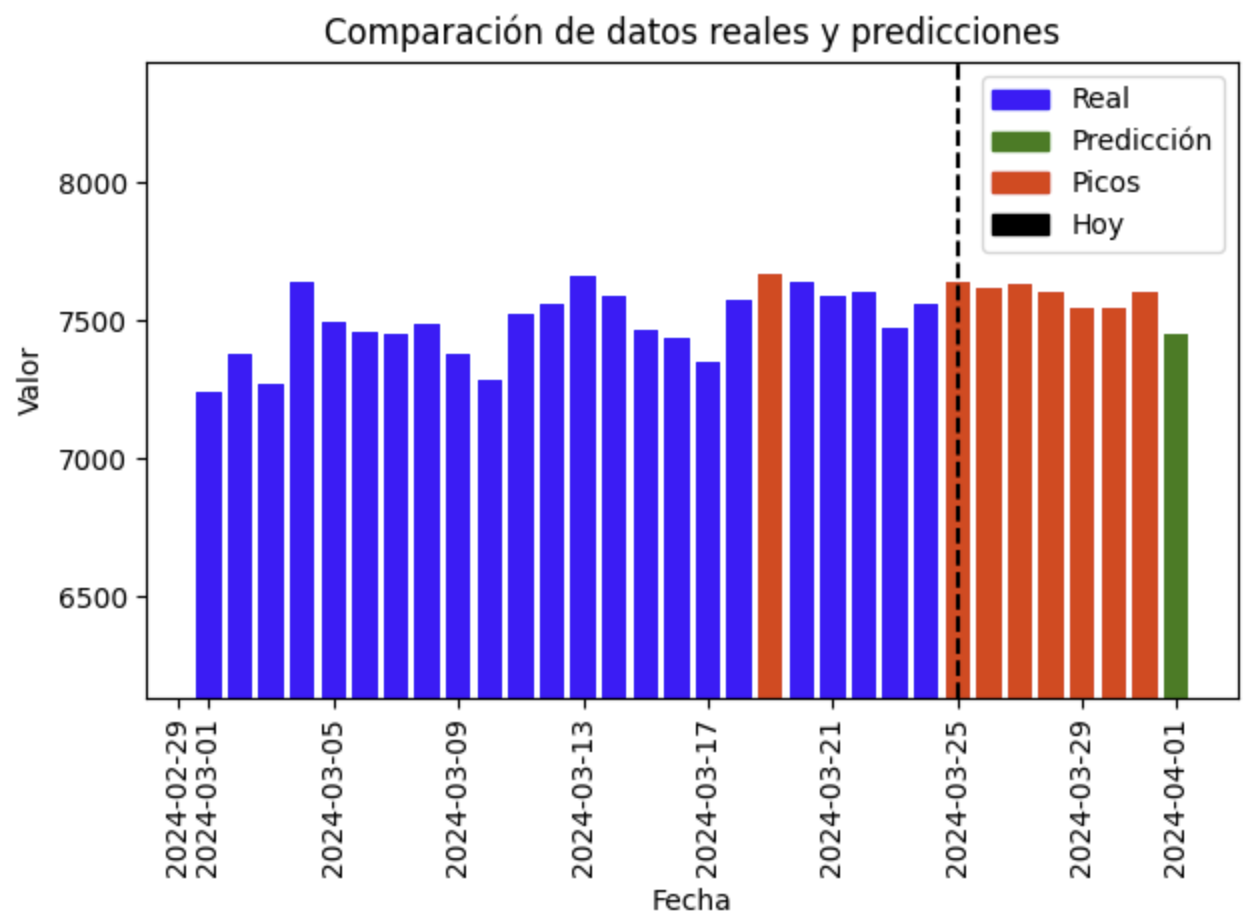 Comparación de datos reales y predicciones
Real
Predicción
Picos
Hoy
8000
7500
7000
6500
Valor
2024-02-29
2024-03-01
2024-03-05
2024-03-09
2024-03-13
2024-03-17
2024-03-21
2024-03-25
2024-03-29
2024-04-01
Fecha